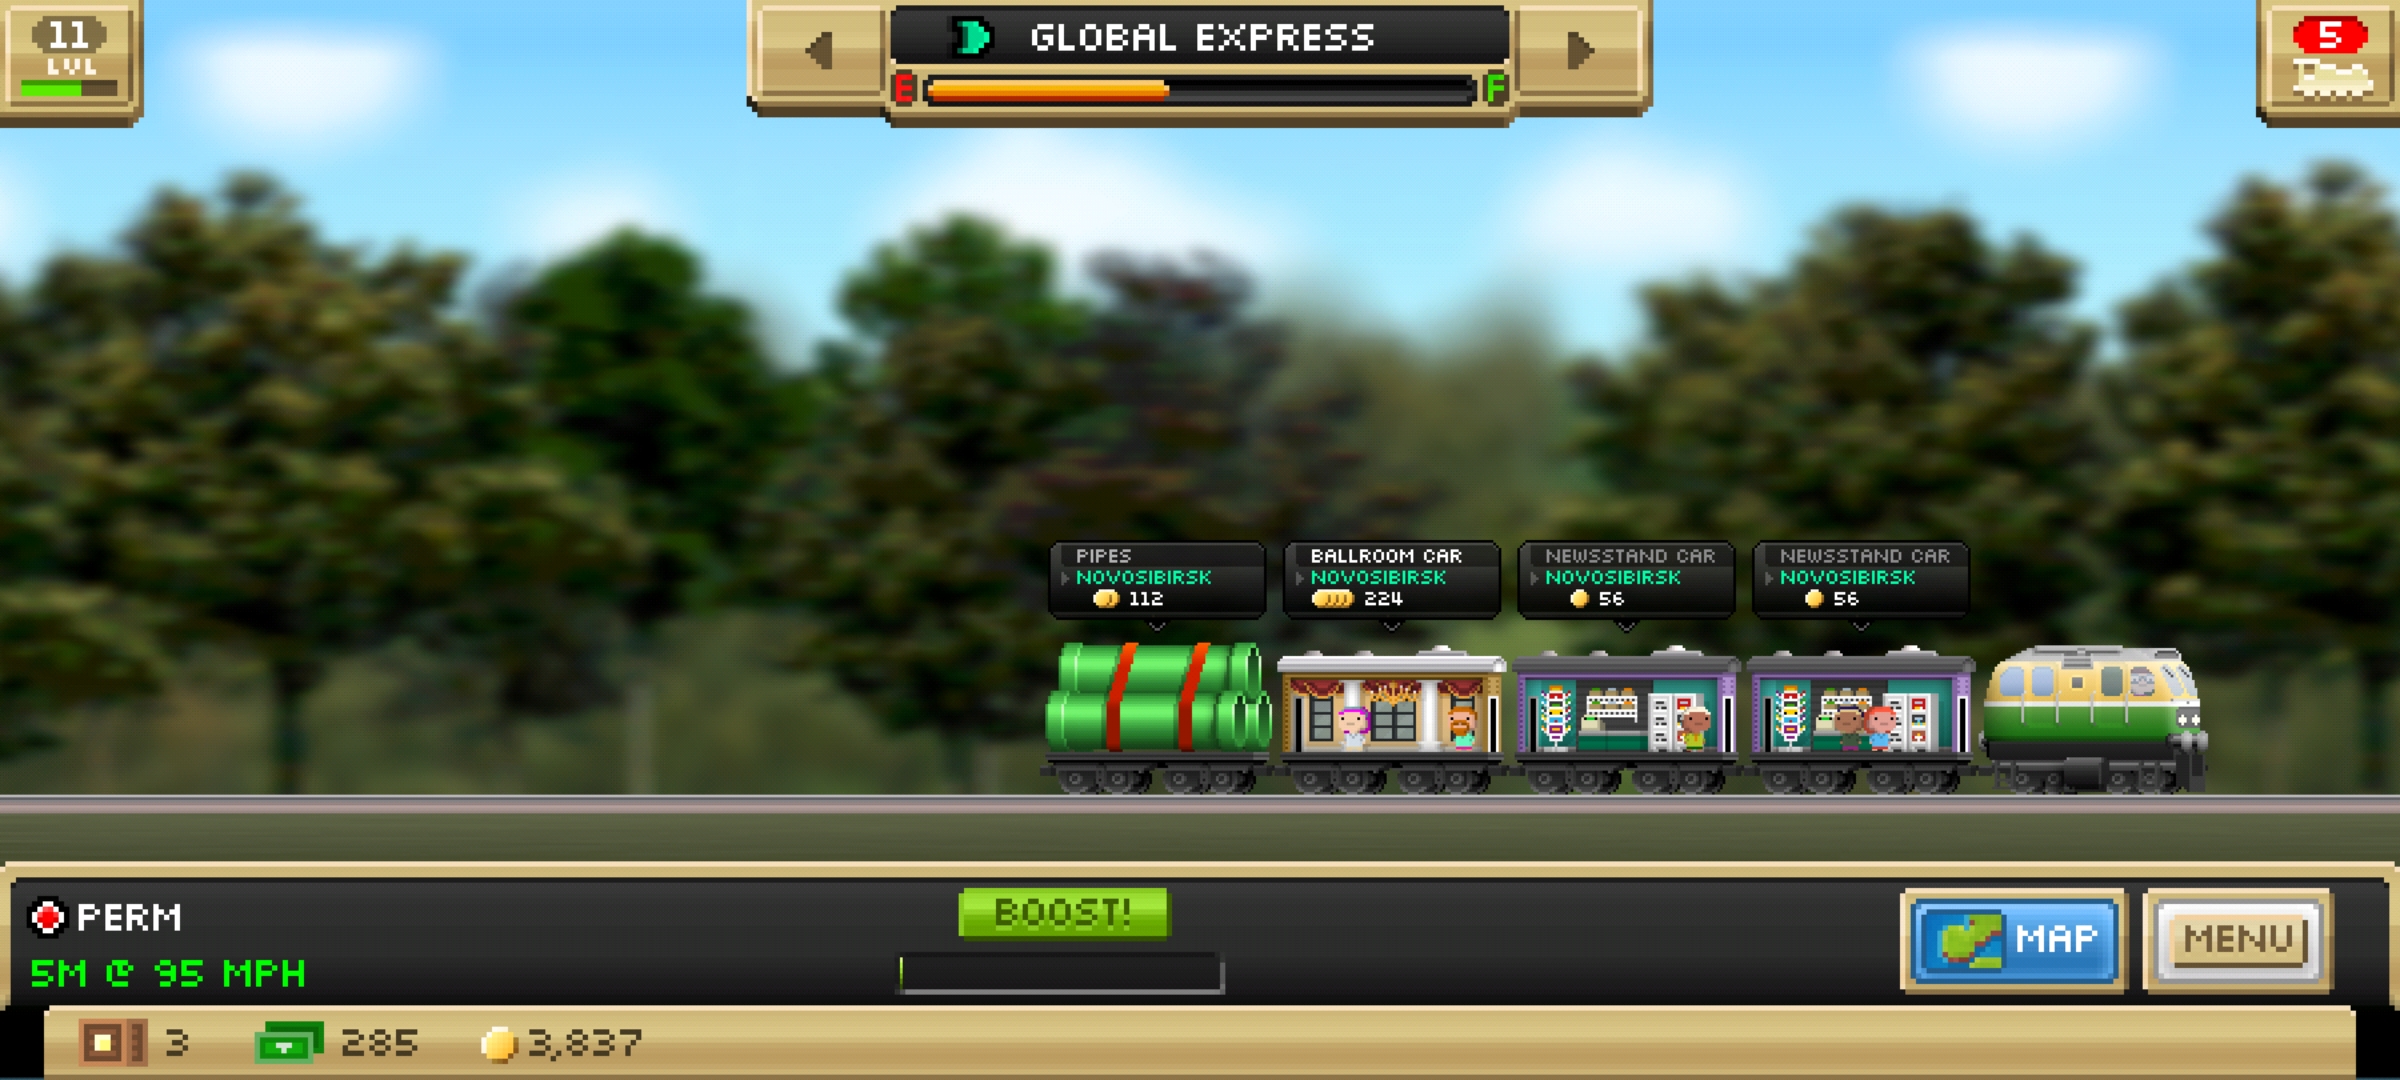 11
LVL
GLOBAL EXPRESS
E
F
5
PIPES
NOVOSIBIRSK
112
BALLROOM CAR
NOVOSIBIRSK
224
NEWSSTAND CAR
NOVOSIBIRSK
56
NEWSSTAND CAR
NOVOSIBIRSK
56
PERM
5M @ 95 MPH
BOOST!
MAP
MENU
3
285
3,837